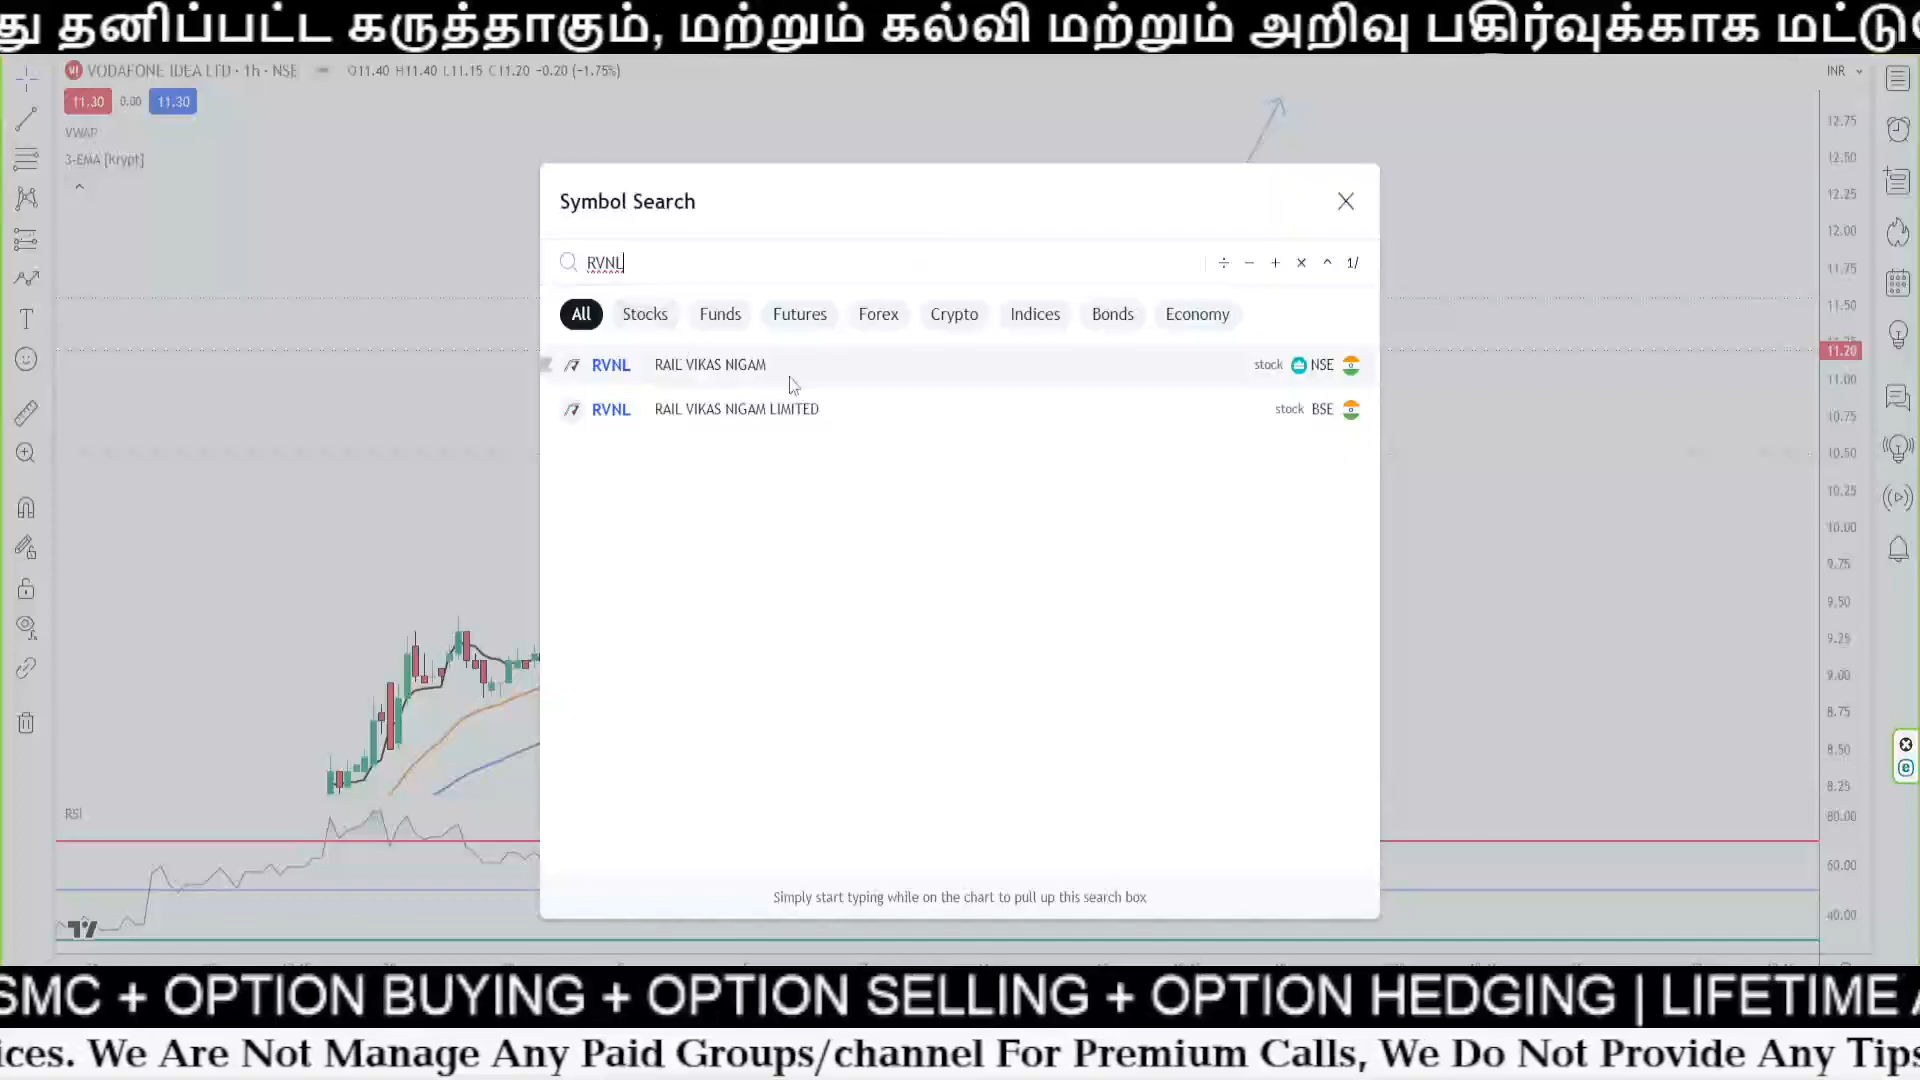 து தனிப்பட்ட கருத்தாகும், மற்றும் கல்வி மற்றும் அறிவு பகிர்வுக்காக
VODAFONE IDEA LTD · 1h · NSE O11.40 H11.40 L11.15 C11.20 -0.20 (-1.75%)
INR
11.30 0.00 11.30
VWAP
3-EMA [Krypt]
Symbol Search
RVNL
÷ − + × ^ 1/
All Stocks Funds Futures Forex Crypto Indices Bonds Economy
RVNL RAIL VIKAS NIGAM stock NSE
RVNL RAIL VIKAS NIGAM LIMITED stock BSE
Simply start typing while on the chart to pull up this search box
12.75
12.50
12.25
12.00
11.75
11.50
11.20
11.00
10.75
10.50
10.25
10.00
9.75
9.50
9.25
9.00
8.75
8.50
8.25
RSI
80.00
60.00
40.00
SMC + OPTION BUYING + OPTION SELLING + OPTION HEDGING | LIFETIME
ices. We Are Not Manage Any Paid Groups/channel For Premium Calls, We Do Not Provide Any Tips